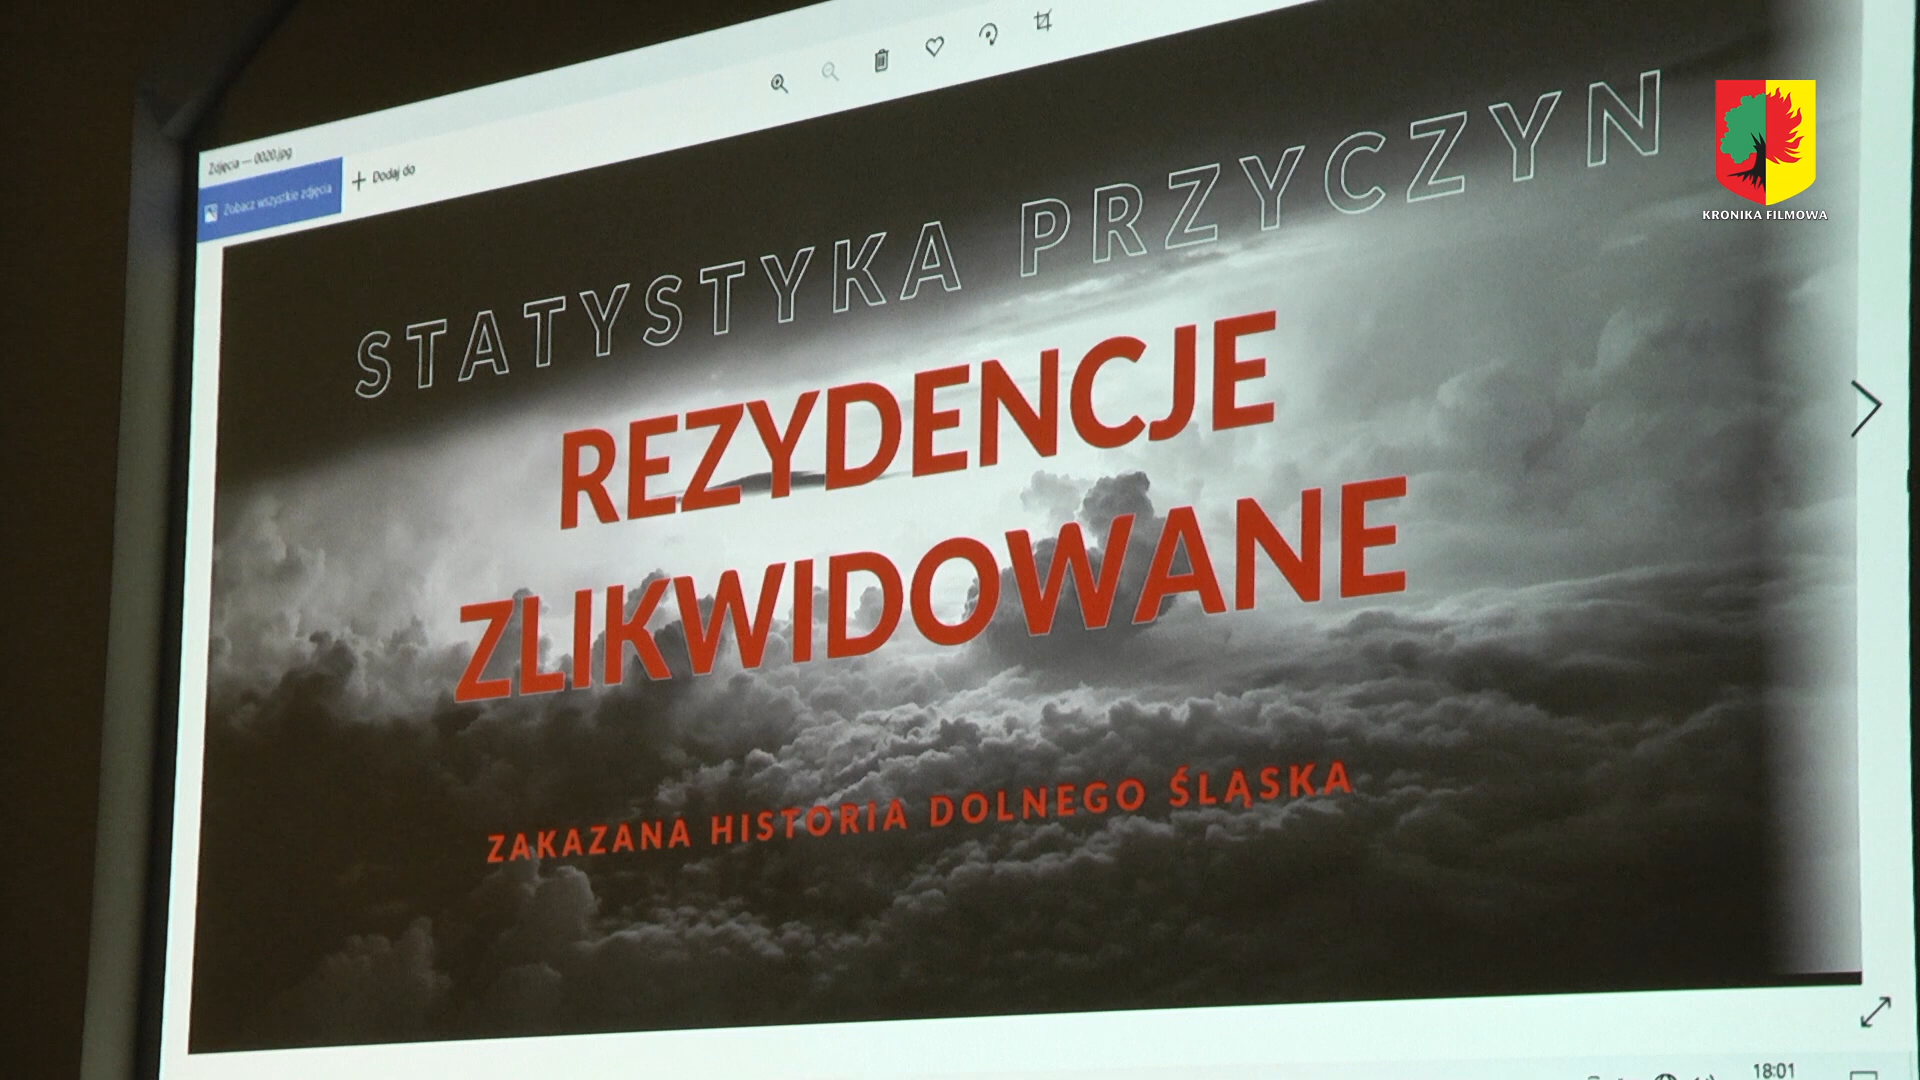 Zdjęcia — 0020.jpg
Zobacz wszystkie zdjęcia
Dodaj do
STATYSTYKA PRZYCZYN
REZYDENCJE
ZLIKWIDOWANE
ZAKAZANA HISTORIA DOLNEGO ŚLĄSKA
KRONIKA FILMOWA
18:01